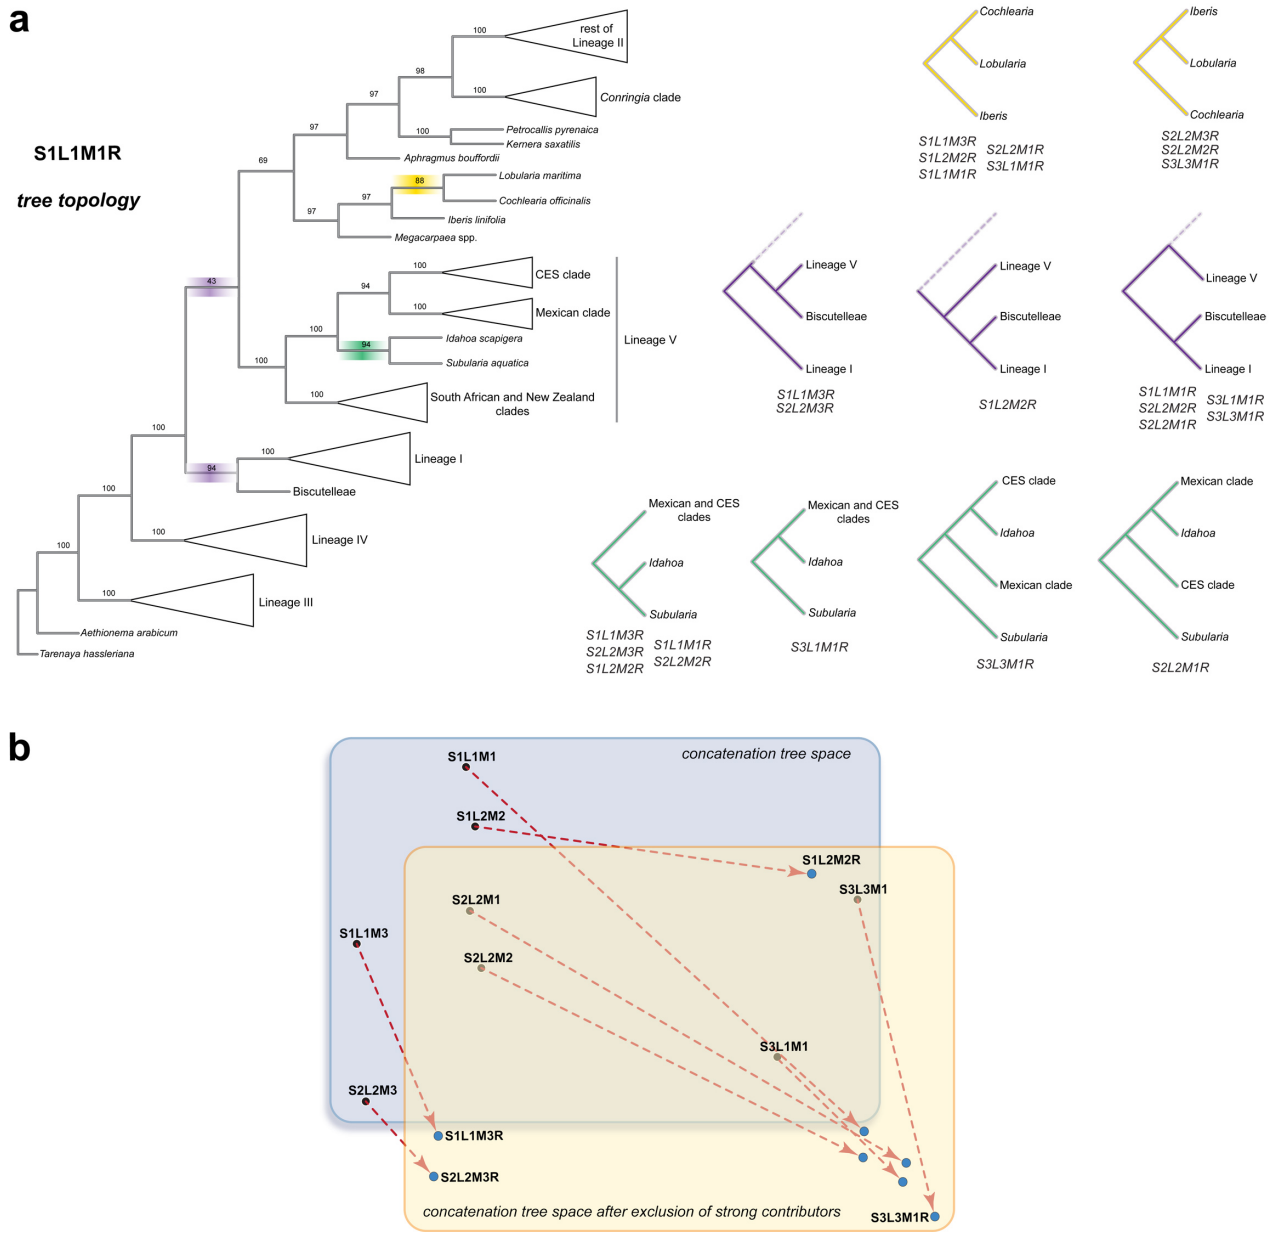 a
S1L1M1R
tree topology
100
rest of
Lineage II
98
97
100
Conringia clade
97
100
Petrocallis pyrenaica
Kernera saxatilis
69
Aphragmus bouffordii
88
Lobularia maritima
97
Cochlearia officinalis
97
Iberis linifolia
Megacarpaea spp.
43
100
CES clade
94
100
Mexican clade
100
94
Idahoa scapigera
Subularia aquatica
Lineage V
100
100
South African and New Zealand
clades
100
94
100
Lineage I
Biscutelleae
100
100
Lineage IV
100
100
Lineage III
Aethionema arabicum
Tarenaya hassleriana
Cochlearia
Lobularia
Iberis
S1L1M3R
S1L2M2R
S1L1M1R
S2L2M1R
S3L1M1R
Iberis
Lobularia
Cochlearia
S2L2M3R
S2L2M2R
S3L3M1R
Lineage V
Biscutelleae
Lineage I
S1L1M3R
S2L2M3R
Lineage V
Biscutelleae
Lineage I
S1L2M2R
Lineage V
Biscutelleae
Lineage I
S1L1M1R
S2L2M2R
S2L2M1R
S3L1M1R
S3L3M1R
Mexican and CES
clades
Idahoa
Subularia
S1L1M3R
S2L2M3R
S1L2M2R
S1L1M1R
S2L2M2R
Mexican and CES
clades
Idahoa
Subularia
S3L1M1R
CES clade
Idahoa
Mexican clade
Subularia
S3L3M1R
Mexican clade
Idahoa
CES clade
Subularia
S2L2M1R
b
concatenation tree space
S1L1M1
S1L2M2
S1L2M2R
S3L3M1
S2L2M1
S1L1M3
S2L2M2
S3L1M1
S2L2M3
S1L1M3R
S2L2M3R
concatenation tree space after exclusion of strong contributors
S3L3M1R